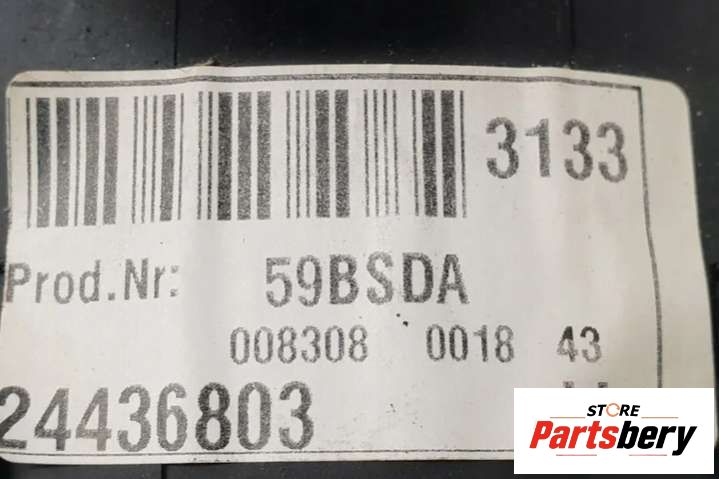 3133
Prod.Nr: 59BSDA
008308 0018 43
24436803
STORE
Partsbery